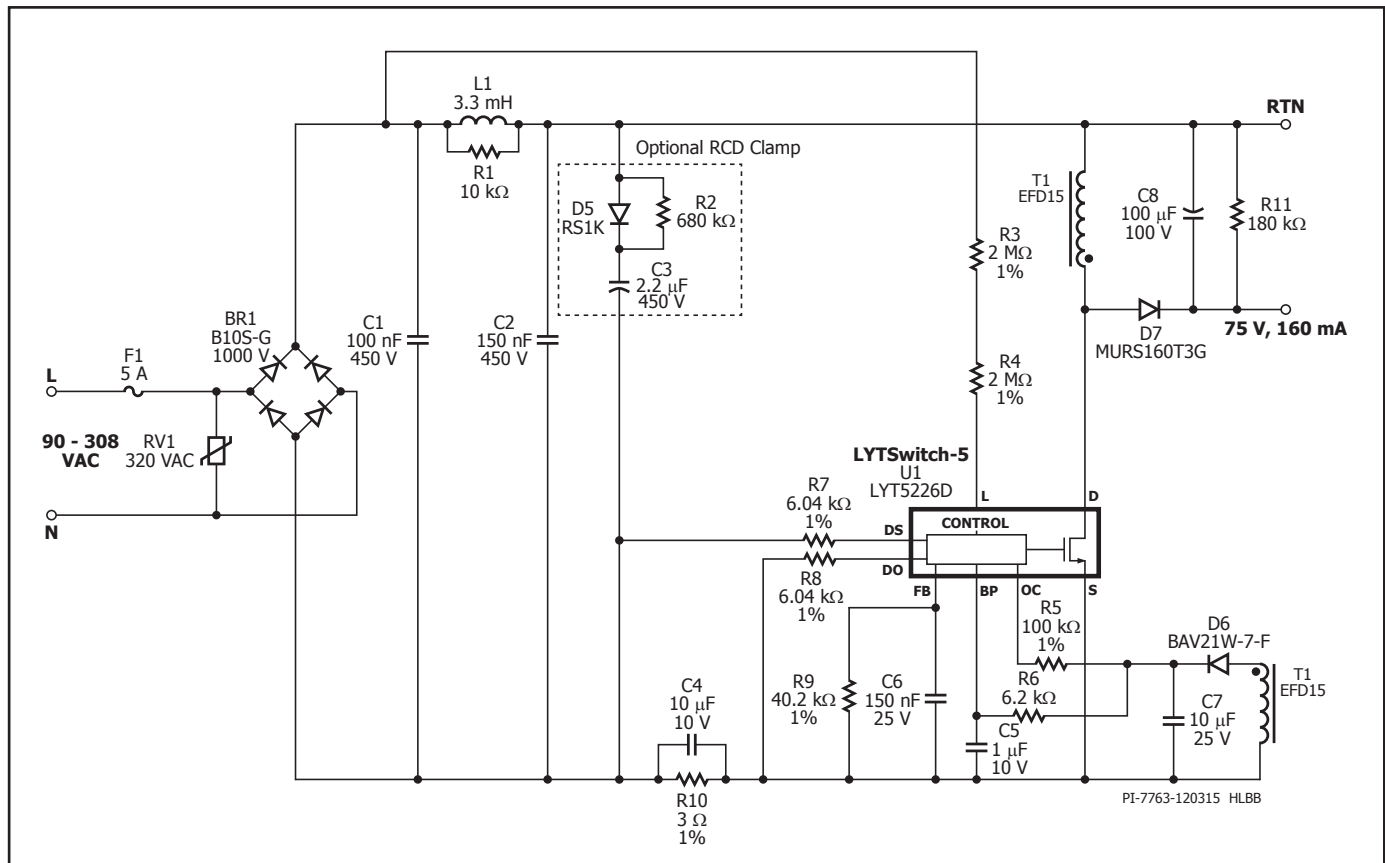 L1
3.3 mH
R1
10 kΩ
RTN
Optional RCD Clamp
D5
RS1K
R2
680 kΩ
C3
2.2 μF
450 V
T1
EFD15
C8
100 μF
100 V
R11
180 kΩ
R3
2 MΩ
1%
R4
2 MΩ
1%
D7
MURS160T3G
75 V, 160 mA
BR1
B10S-G
1000 V
C1
100 nF
450 V
C2
150 nF
450 V
L
F1
5 A
90 - 308
VAC
RV1
320 VAC
N
LYTSwitch-5
U1
LYT5226D
L
D
R7
6.04 kΩ
1%
DS
CONTROL
DO
R8
6.04 kΩ
1%
FB
BP
OC
S
R5
100 kΩ
1%
D6
BAV21W-7-F
R6
6.2 kΩ
T1
EFD15
R9
40.2 kΩ
1%
C6
150 nF
25 V
C7
10 μF
25 V
C4
10 μF
10 V
C5
1 μF
10 V
R10
3 Ω
1%
PI-7763-120315 HLBB